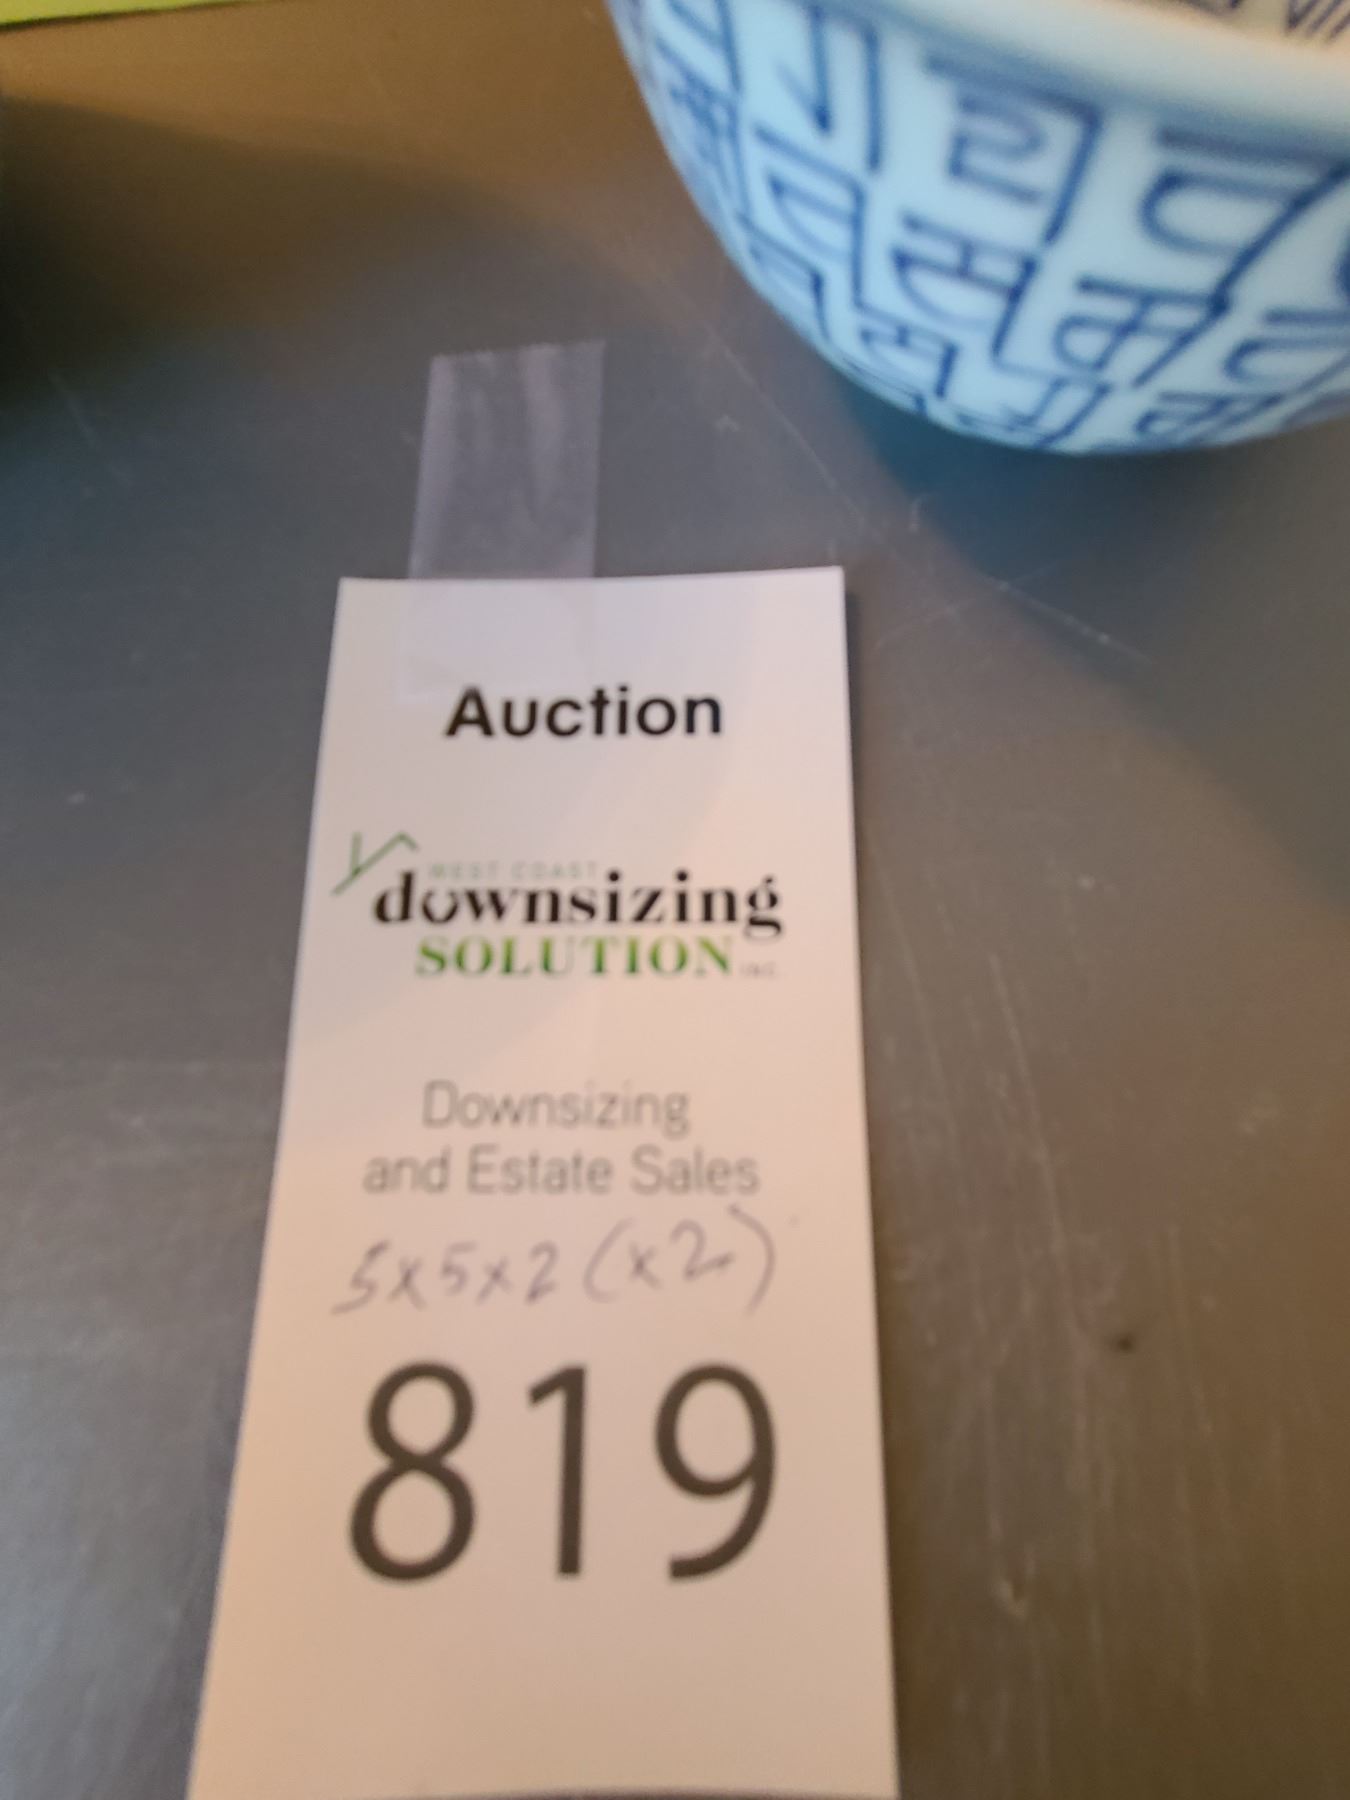 Auction
WEST COAST
downsizing
SOLUTION INC.
Downsizing
and Estate Sales
5x5x2 (x2)
819